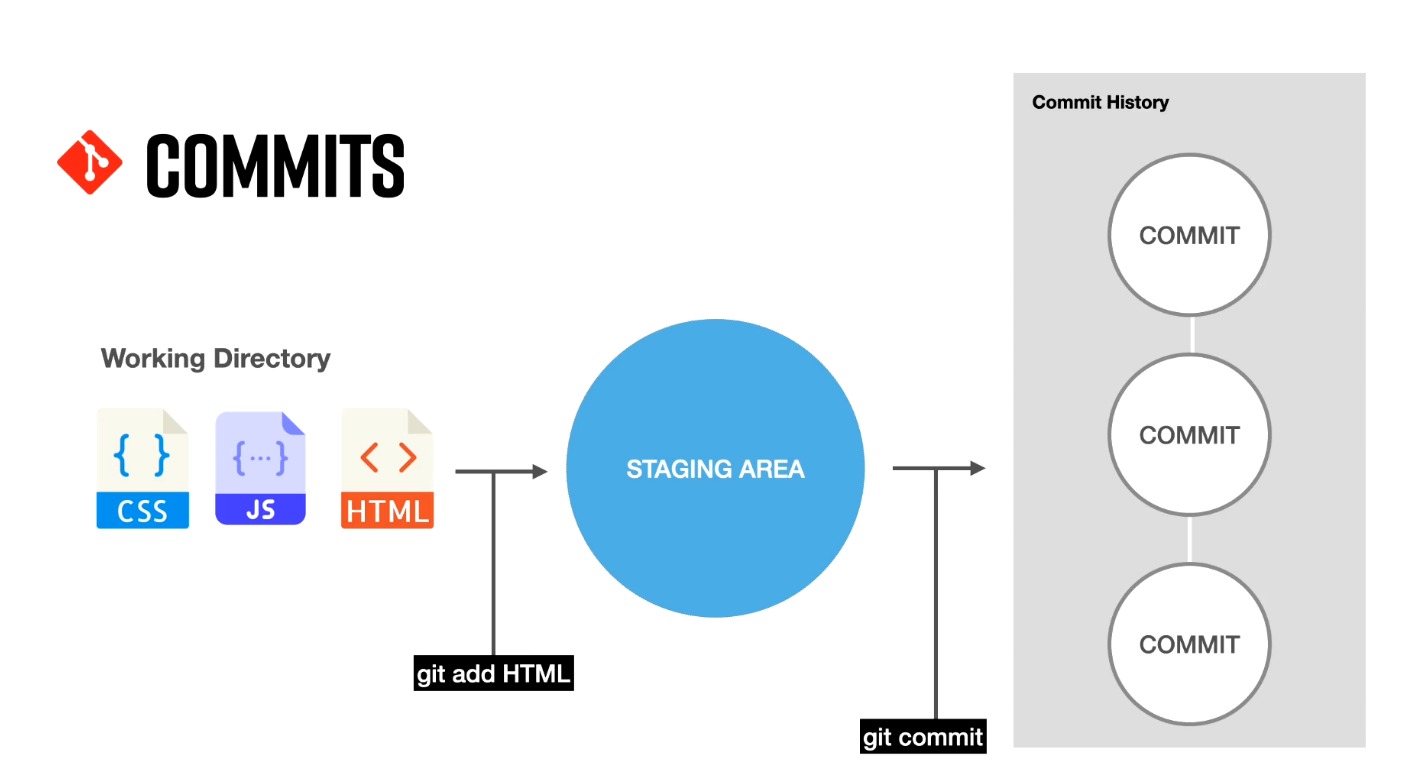 COMMITS
Commit History
COMMIT
Working Directory
{ } {...} < >
CSS JS HTML
STAGING AREA
COMMIT
COMMIT
git add HTML
git commit